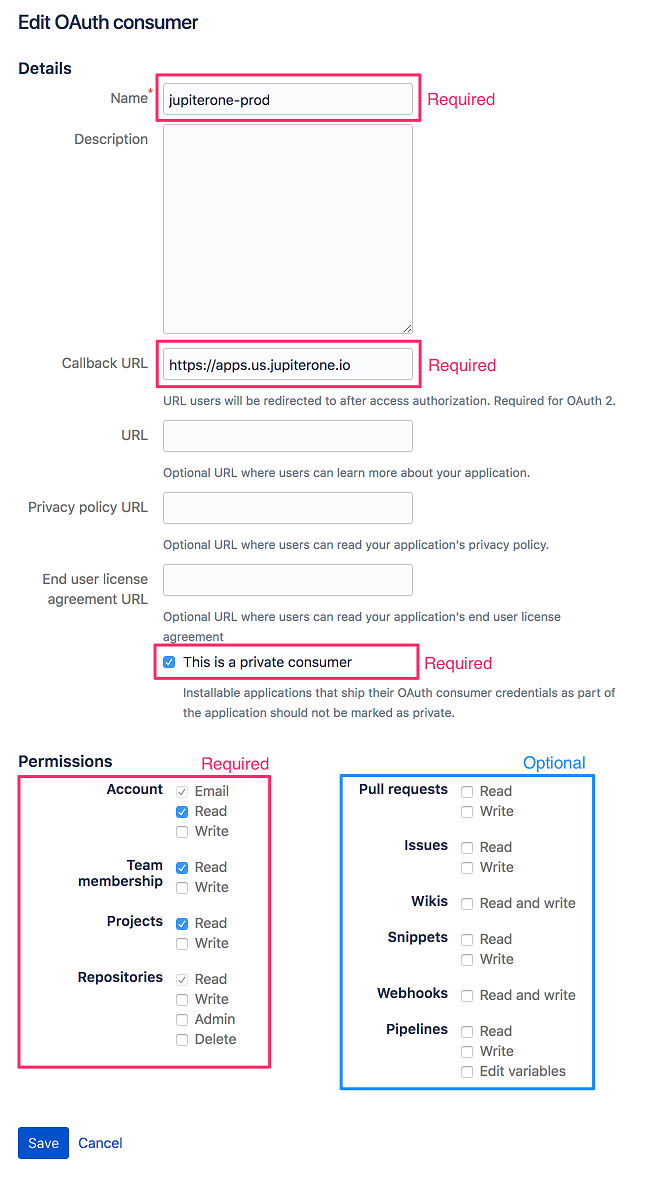 Edit OAuth consumer
Details
Name*
jupiterone-prod
Required
Description
Callback URL
https://apps.us.jupiterone.io
Required
URL users will be redirected to after access authorization. Required for OAuth 2.
URL
Optional URL where users can learn more about your application.
Privacy policy URL
Optional URL where users can read your application's privacy policy.
End user license
agreement URL
Optional URL where users can read your application's end user license
agreement
This is a private consumer
Required
Installable applications that ship their OAuth consumer credentials as part of
the application should not be marked as private.
Permissions
Required
Account
Email
Read
Write
Team
membership
Read
Write
Projects
Read
Write
Repositories
Read
Write
Admin
Delete
Optional
Pull requests
Read
Write
Issues
Read
Write
Wikis
Read and write
Snippets
Read
Write
Webhooks
Read and write
Pipelines
Read
Write
Edit variables
Save
Cancel